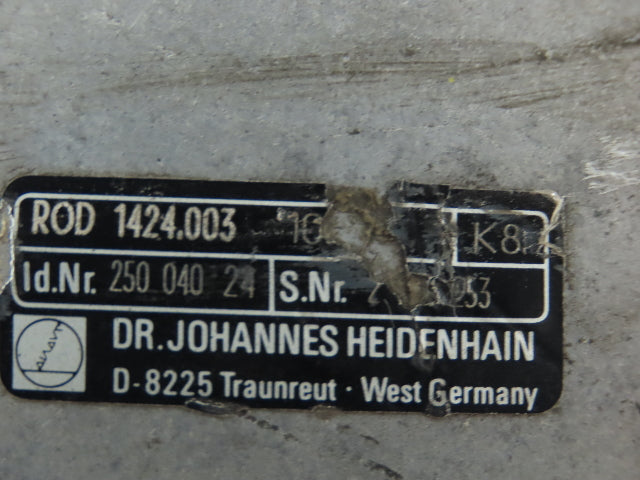 ROD 1424.003 K8
Id.Nr. 250 040 24 S.Nr.
DR. JOHANNES HEIDENHAIN
D-8225 Traunreut · West Germany